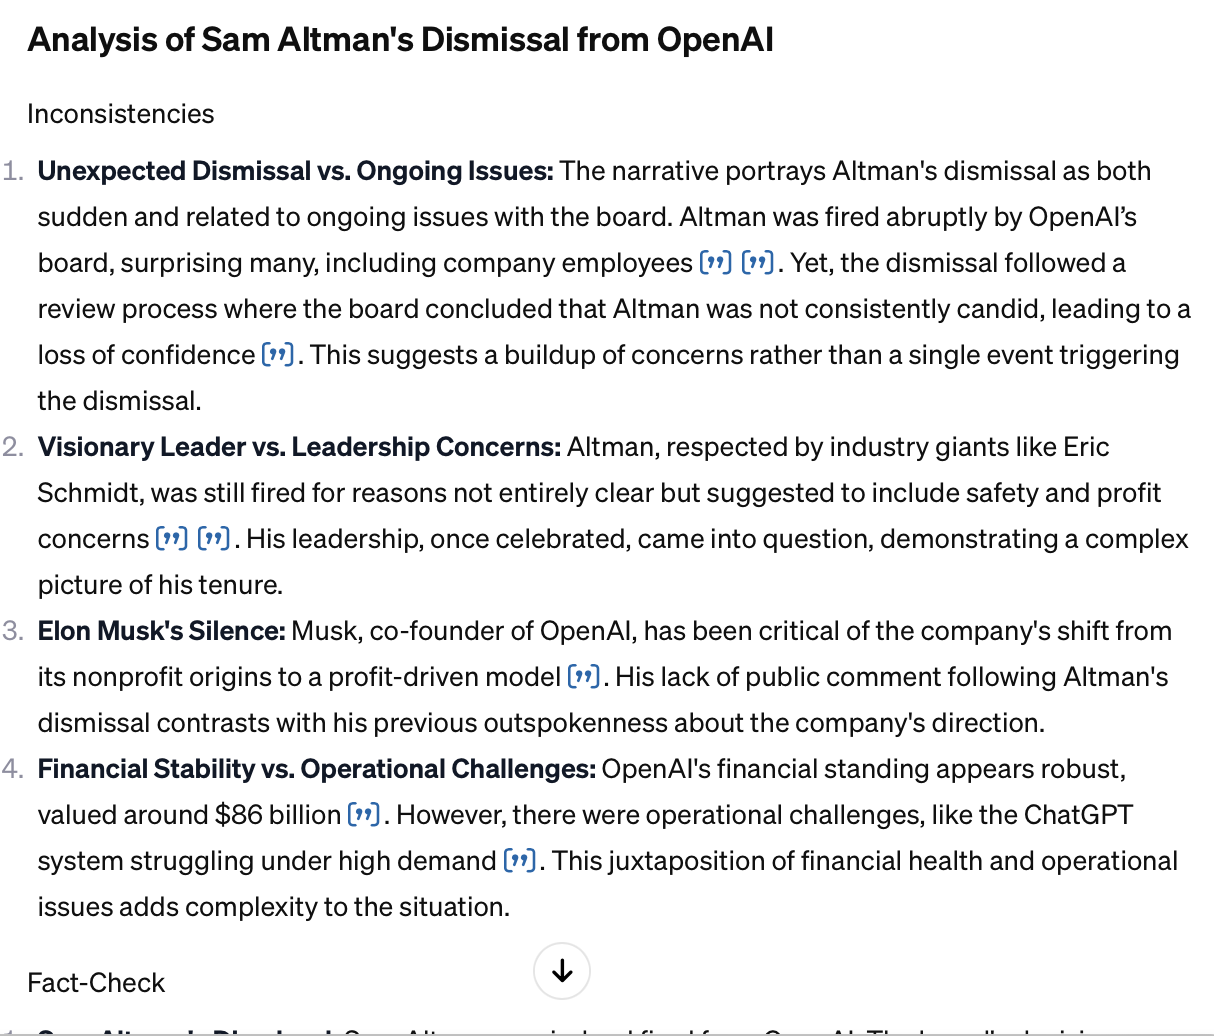 Analysis of Sam Altman's Dismissal from OpenAI
Inconsistencies
1. Unexpected Dismissal vs. Ongoing Issues: The narrative portrays Altman's dismissal as both
sudden and related to ongoing issues with the board. Altman was fired abruptly by OpenAI’s
board, surprising many, including company employees [”] [”]. Yet, the dismissal followed a
review process where the board concluded that Altman was not consistently candid, leading to a
loss of confidence [”]. This suggests a buildup of concerns rather than a single event triggering
the dismissal.
2. Visionary Leader vs. Leadership Concerns: Altman, respected by industry giants like Eric
Schmidt, was still fired for reasons not entirely clear but suggested to include safety and profit
concerns [”] [”]. His leadership, once celebrated, came into question, demonstrating a complex
picture of his tenure.
3. Elon Musk's Silence: Musk, co-founder of OpenAI, has been critical of the company's shift from
its nonprofit origins to a profit-driven model [”]. His lack of public comment following Altman's
dismissal contrasts with his previous outspokenness about the company's direction.
4. Financial Stability vs. Operational Challenges: OpenAI's financial standing appears robust,
valued around $86 billion [”]. However, there were operational challenges, like the ChatGPT
system struggling under high demand [”]. This juxtaposition of financial health and operational
issues adds complexity to the situation.
Fact-Check